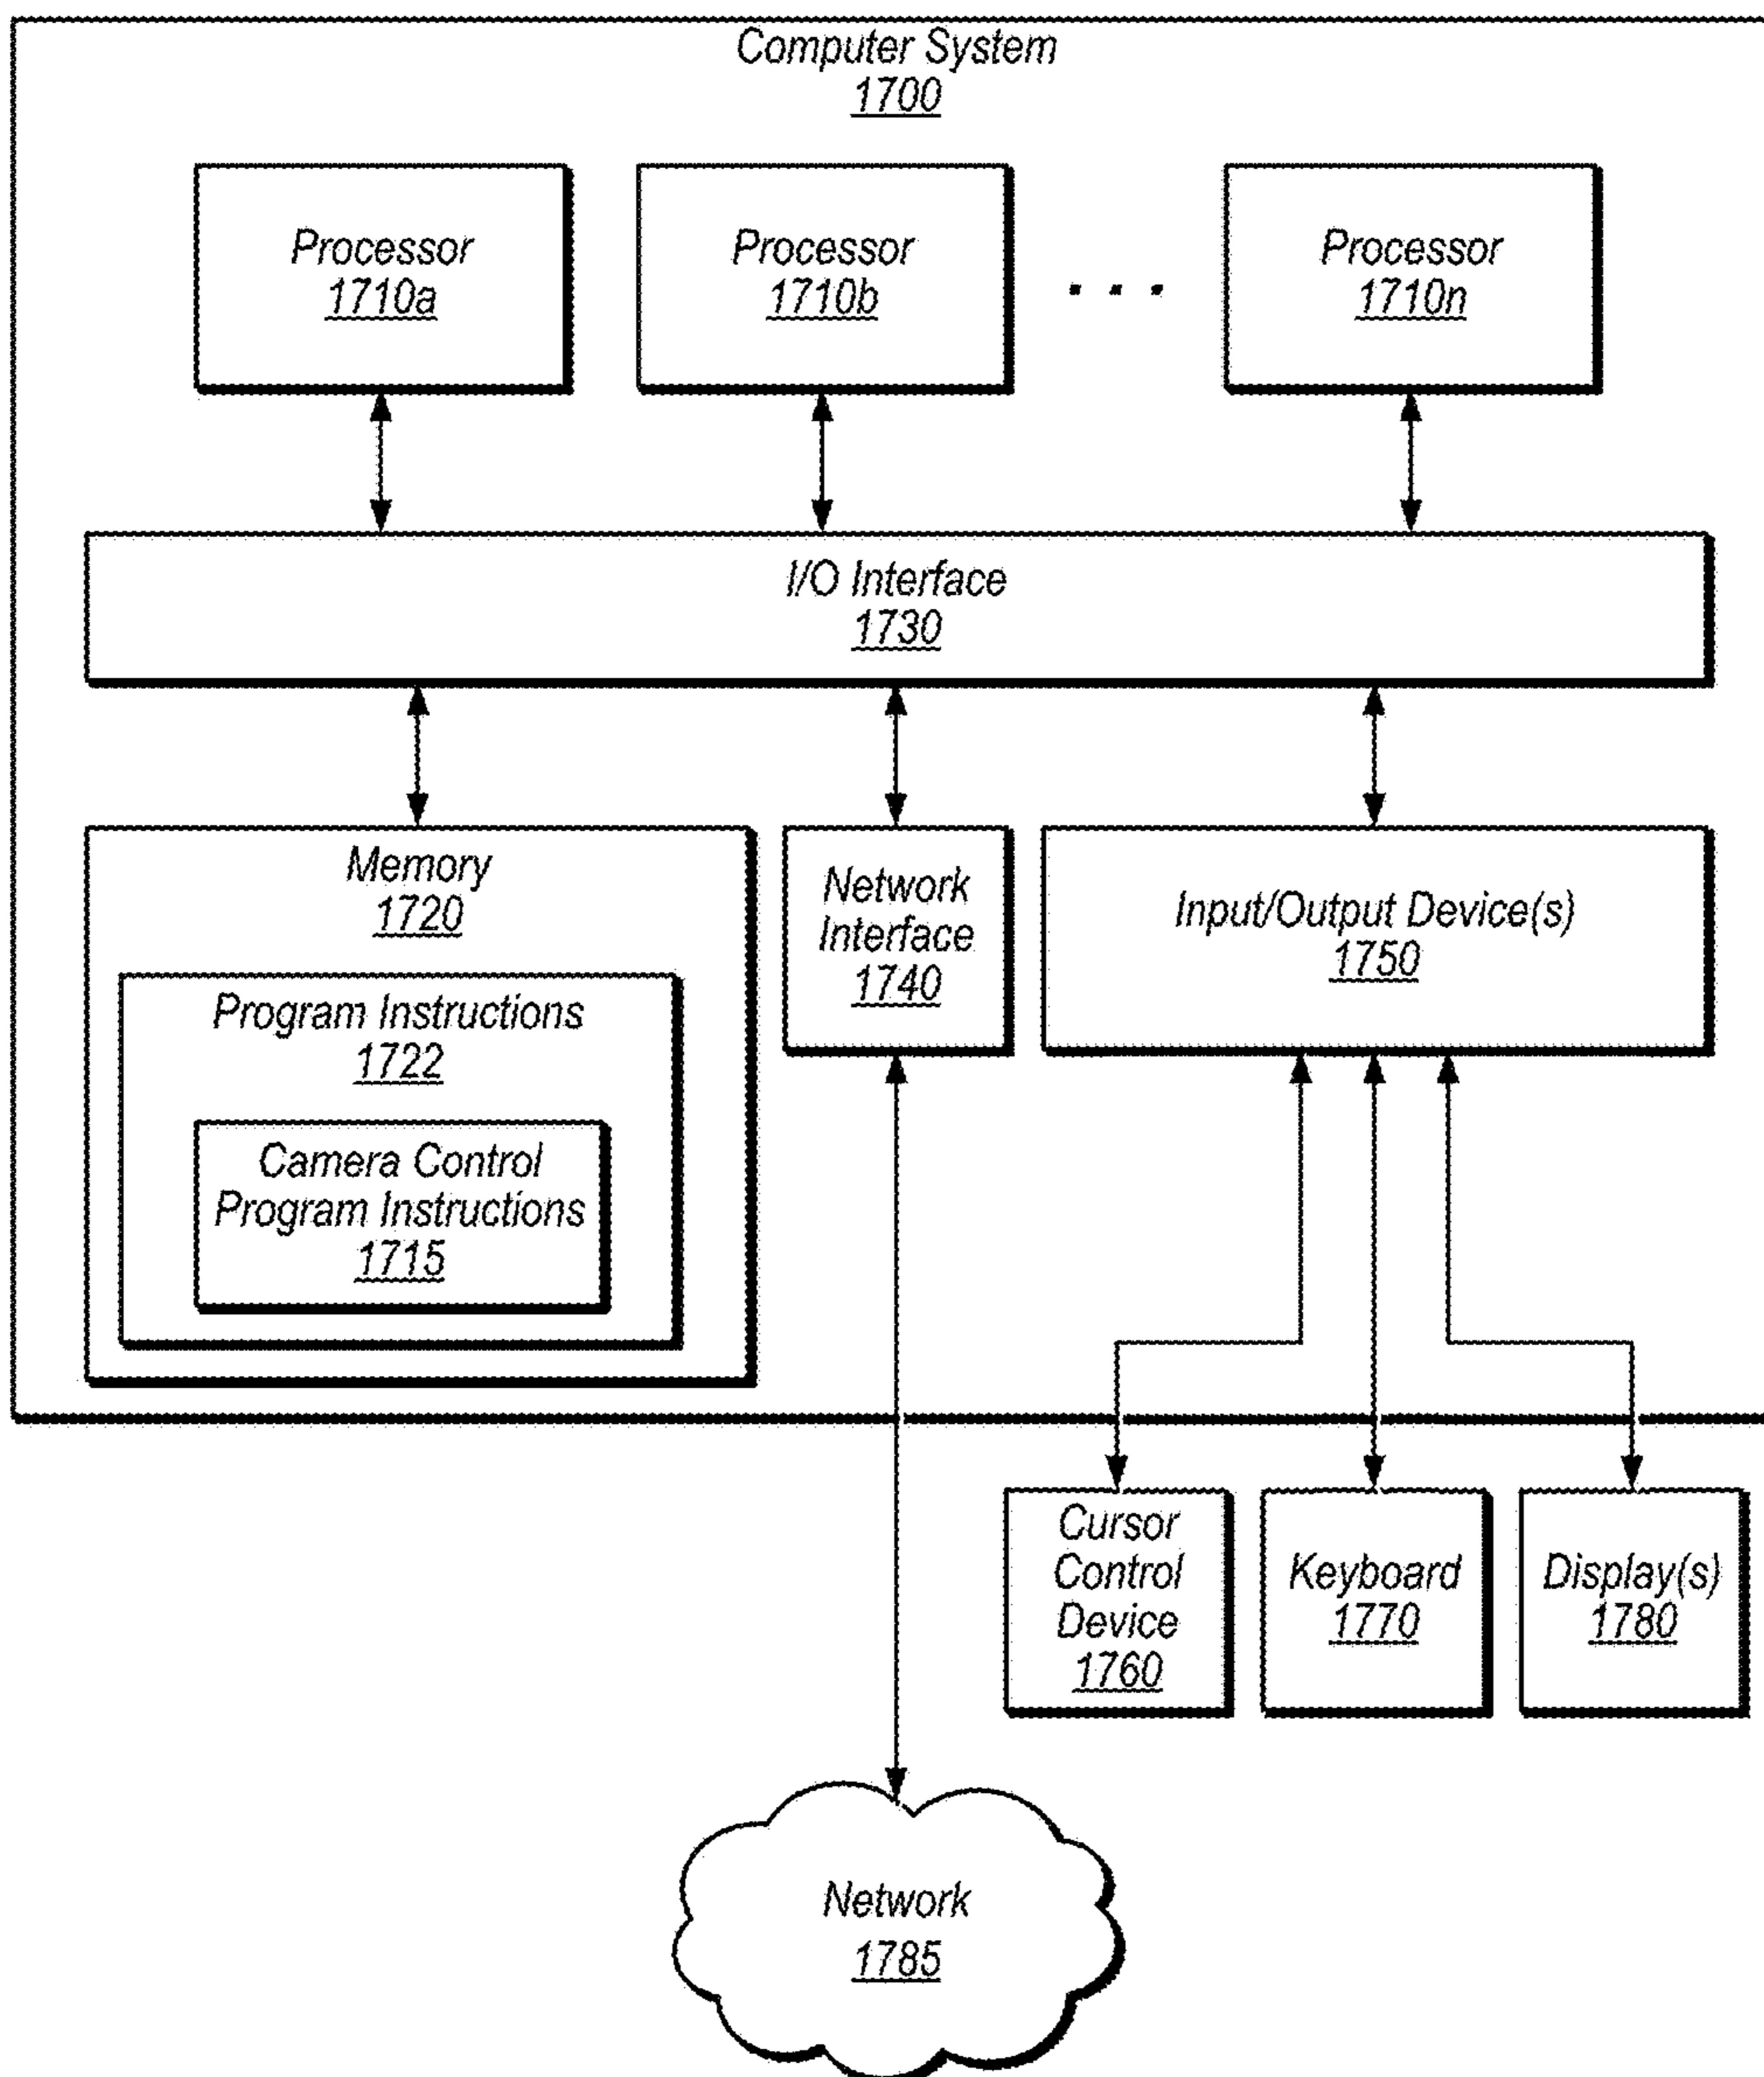 Computer System
1700
Processor
1710a
Processor
1710b
. . .
Processor
1710n
I/O Interface
1730
Memory
1720
Program Instructions
1722
Camera Control
Program Instructions
1715
Network
Interface
1740
Input/Output Device(s)
1750
Cursor
Control
Device
1760
Keyboard
1770
Display(s)
1780
Network
1785